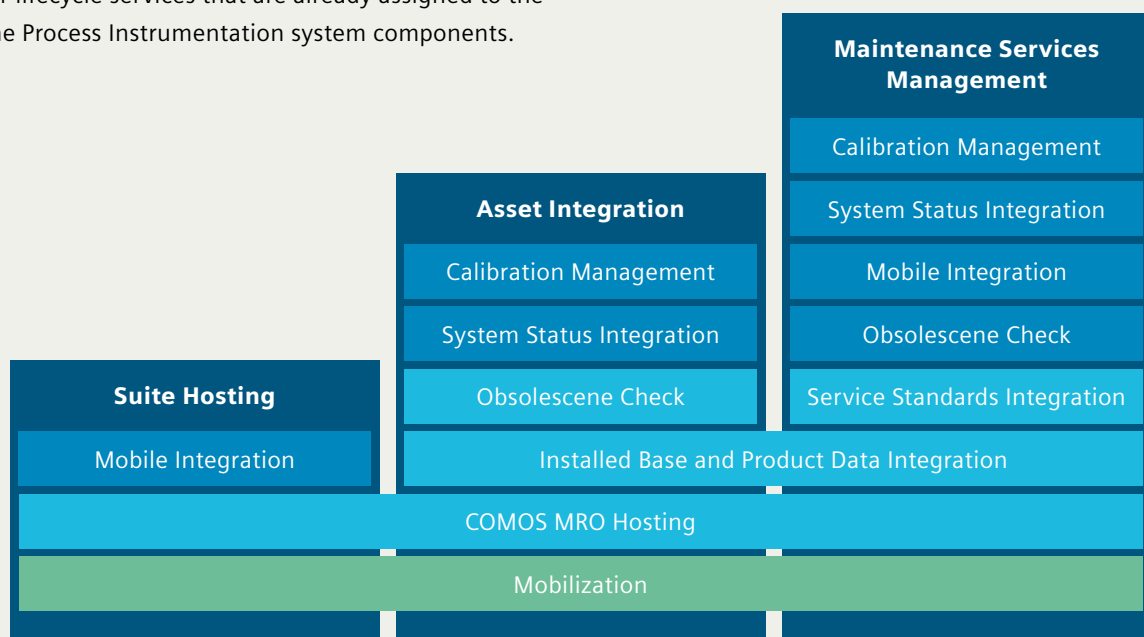 lifecycle services that are already assigned to the
Process Instrumentation system components.
Maintenance Services
Management
Calibration Management
System Status Integration
Mobile Integration
Obsolescene Check
Service Standards Integration
Asset Integration
Calibration Management
System Status Integration
Obsolescene Check
Suite Hosting
Mobile Integration
Installed Base and Product Data Integration
COMOS MRO Hosting
Mobilization